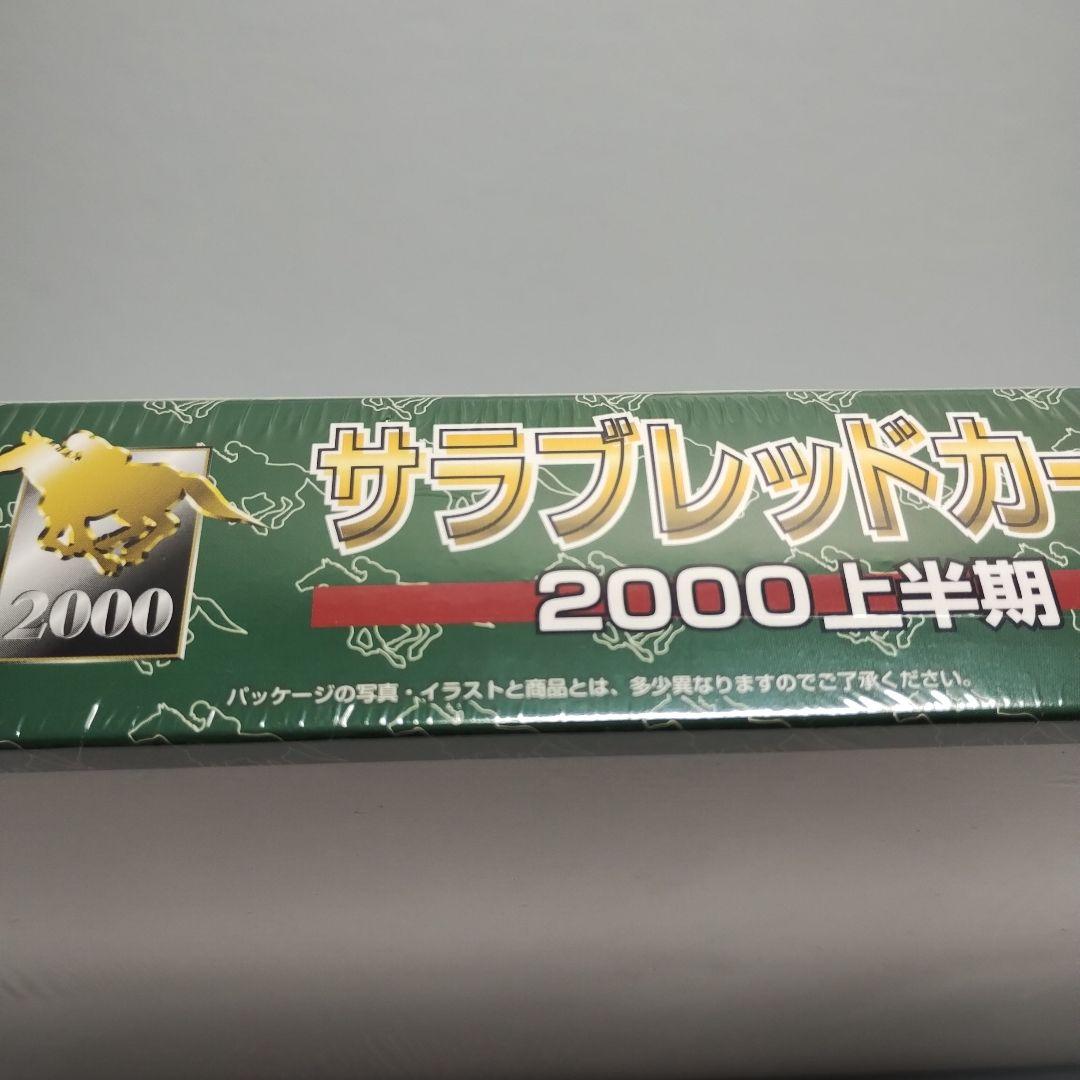 2000
サラブレッドカー
2000上半期
パッケージの写真・イラストと商品とは、多少異なりますのでご了承ください。